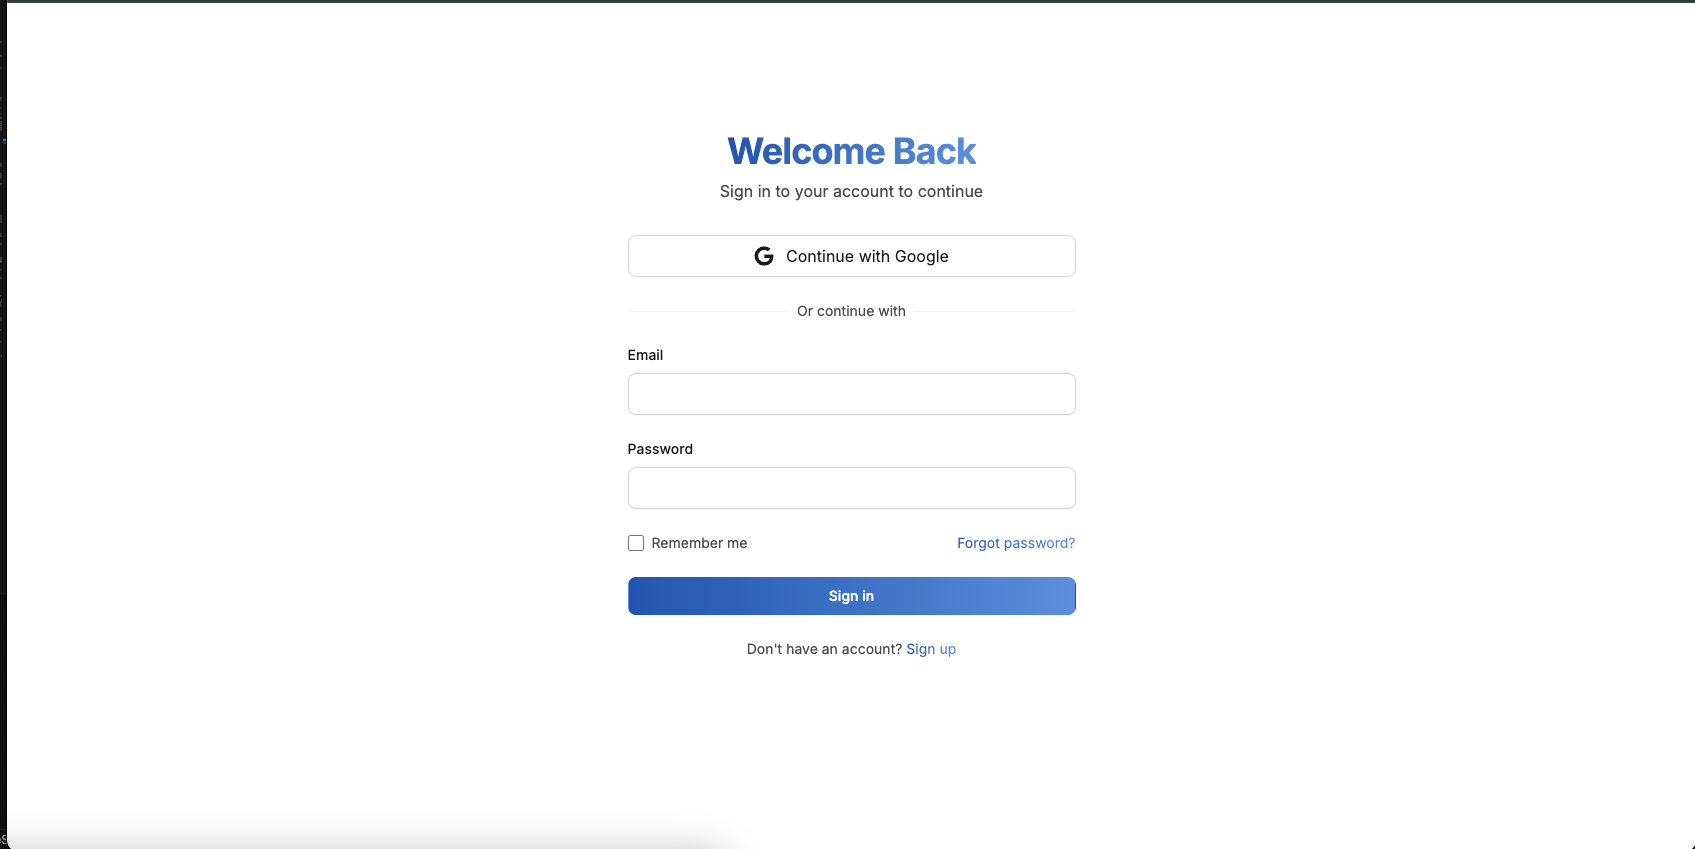 Welcome Back
Sign in to your account to continue
Continue with Google
Or continue with
Email
Password
Remember me
Forgot password?
Sign in
Don't have an account? Sign up